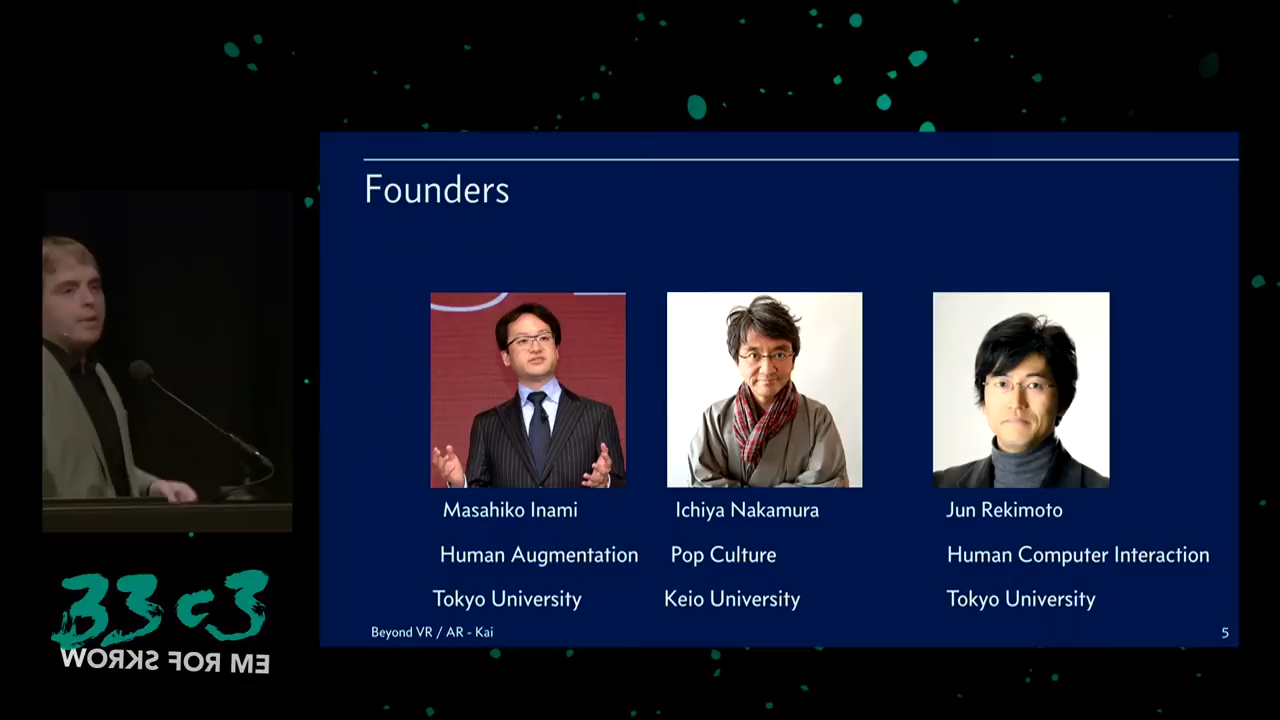 Founders
Masahiko Inami
Human Augmentation
Tokyo University
Ichiya Nakamura
Pop Culture
Keio University
Jun Rekimoto
Human Computer Interaction
Tokyo University
Beyond VR / AR - Kai
5
33c3
WORKS FOR ME